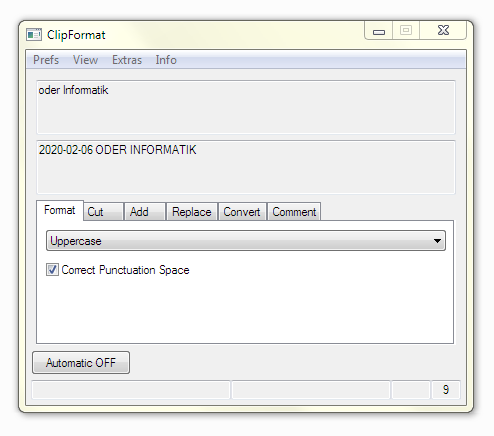 ClipFormat
Prefs View Extras Info
oder Informatik
2020-02-06 ODER INFORMATIK
Format Cut Add Replace Convert Comment
Uppercase
Correct Punctuation Space
Automatic OFF
9